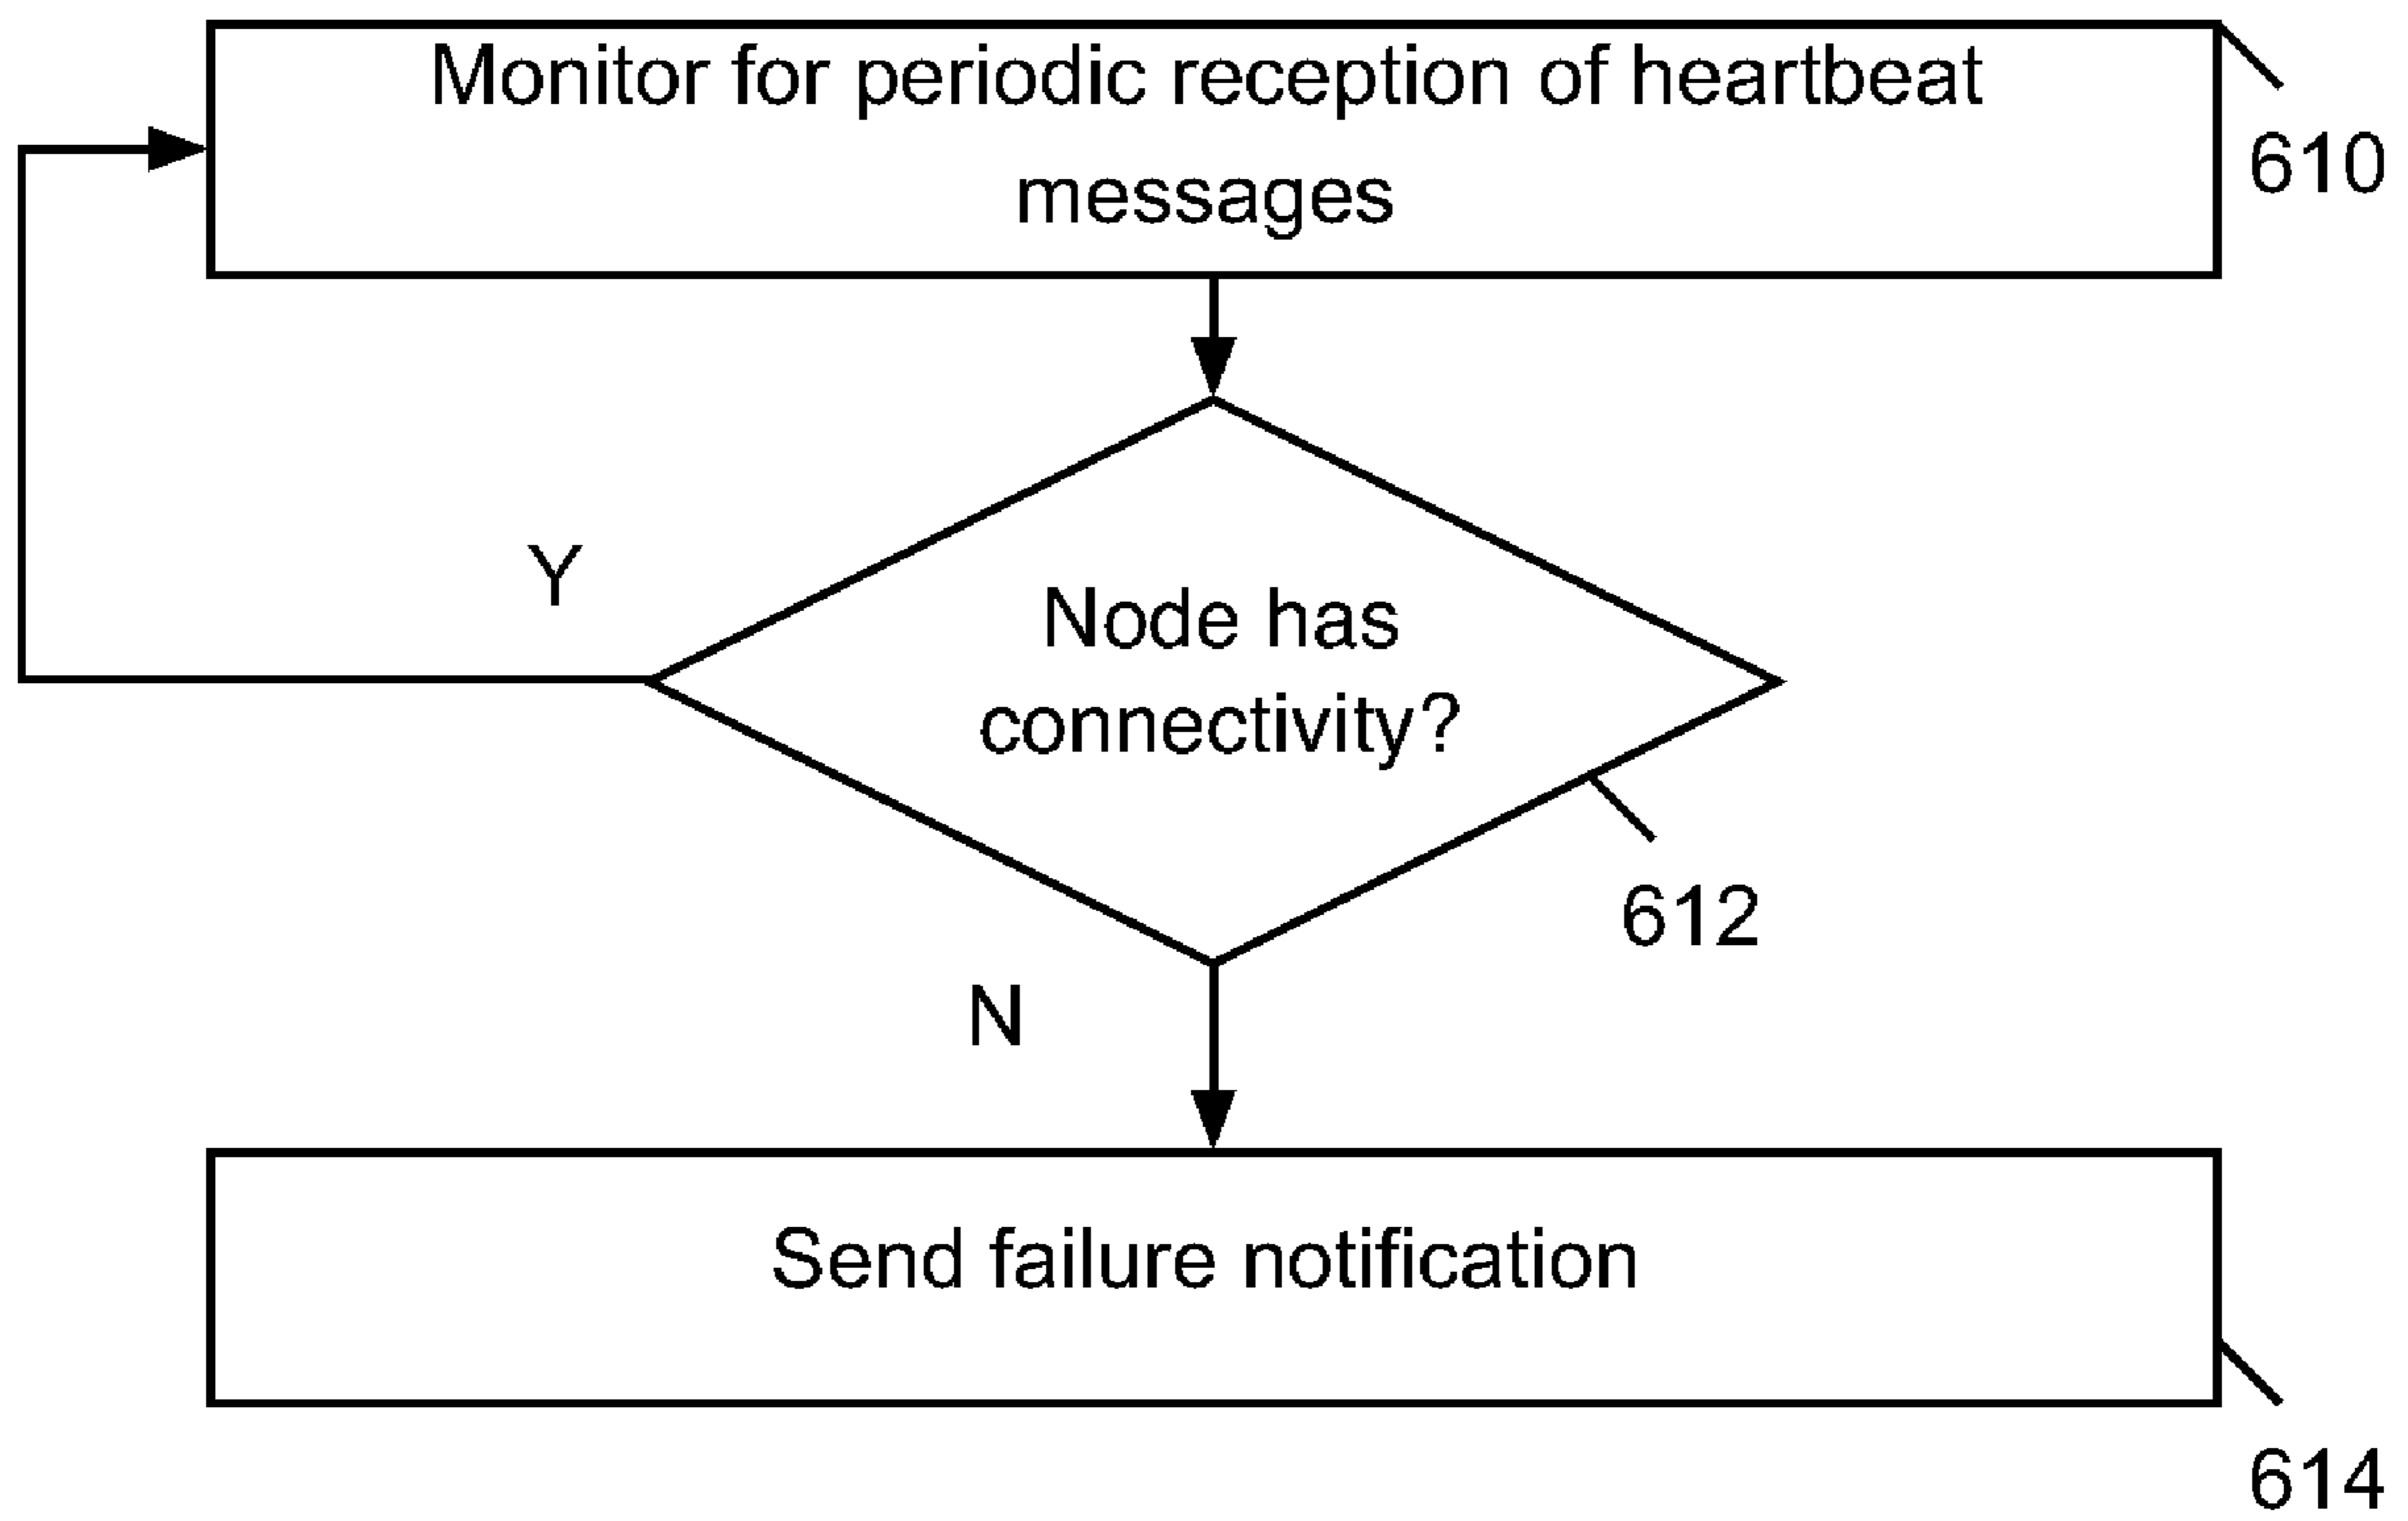 Monitor for periodic reception of heartbeat
messages
610
Y
Node has
connectivity?
612
N
Send failure notification
614